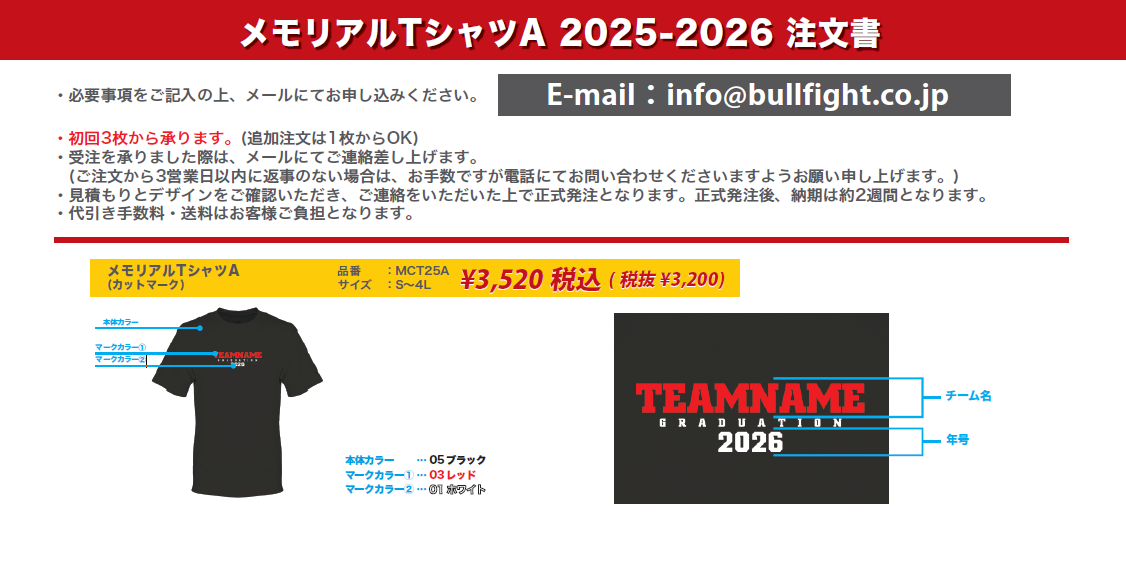 メモリアルTシャツA 2025-2026 注文書
・必要事項をご記入の上、メールにてお申し込みください。
E-mail：info@bullfight.co.jp
・初回3枚から承ります。(追加注文は1枚からOK)
・受注を承りました際は、メールにてご連絡差し上げます。
(ご注文から3営業日以内に返事のない場合は、お手数ですが電話にてお問い合わせくださいますようお願い申し上げます。)
・見積もりとデザインをご確認いただき、ご連絡をいただいた上で正式発注となります。正式発注後、納期は約2週間となります。
・代引き手数料・送料はお客様ご負担となります。
メモリアルTシャツA
(カットマーク)
品番 ：MCT25A
サイズ ：S〜4L
¥3,520 税込 ( 税抜 ¥3,200)
本体カラー
マークカラー①
マークカラー②
TEAMNAME
GRADUATION
2026
本体カラー …05 ブラック
マークカラー① …03 レッド
マークカラー② …01 ホワイト
TEAMNAME
GRADUATION
2026
チーム名
年号